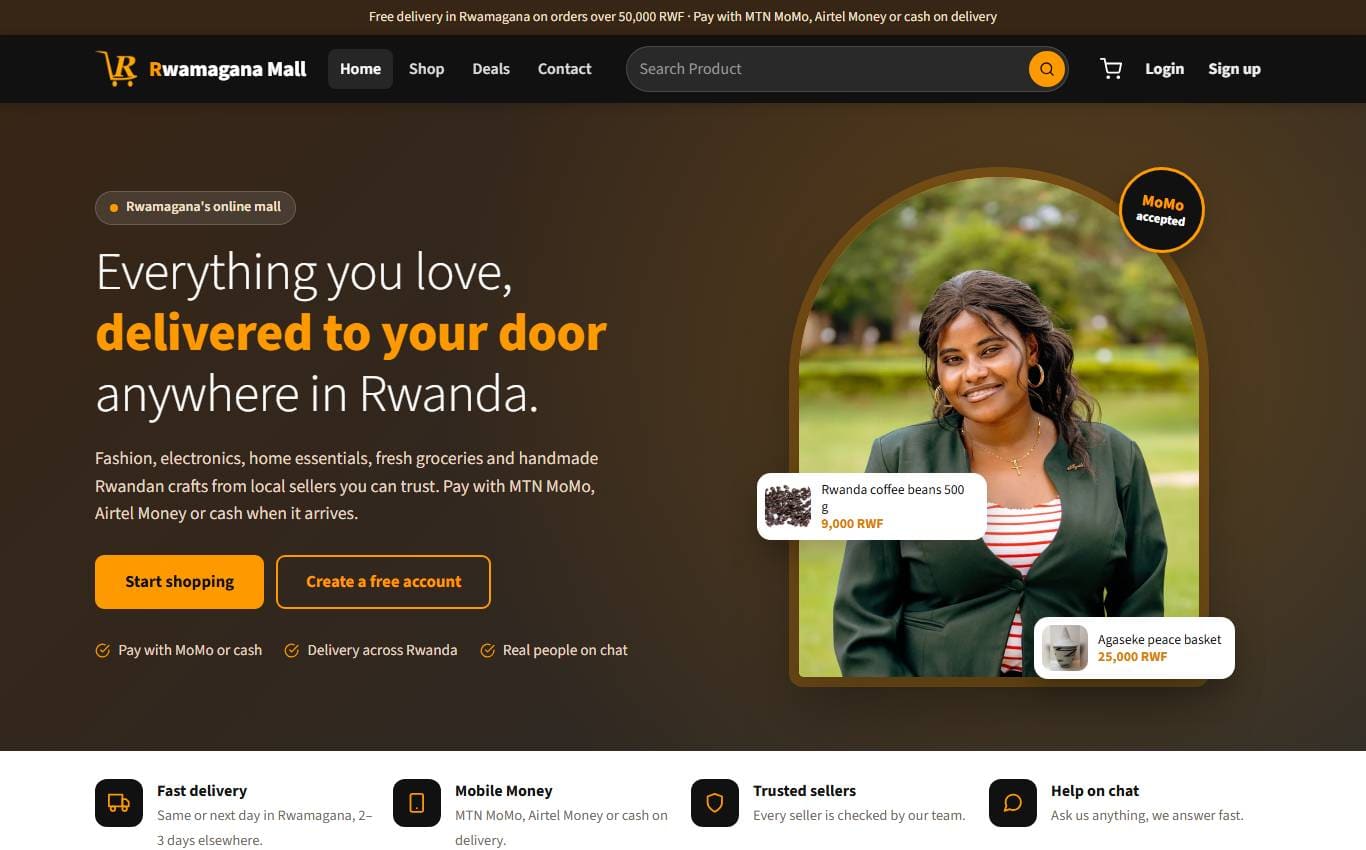 Free delivery in Rwamagana on orders over 50,000 RWF · Pay with MTN MoMo, Airtel Money or cash on delivery
R Rwamagana Mall
Home
Shop
Deals
Contact
Search Product
Login
Sign up
Rwamagana's online mall
Everything you love,
delivered to your door
anywhere in Rwanda.
Fashion, electronics, home essentials, fresh groceries and handmade
Rwandan crafts from local sellers you can trust. Pay with MTN MoMo,
Airtel Money or cash when it arrives.
Start shopping
Create a free account
Pay with MoMo or cash
Delivery across Rwanda
Real people on chat
MoMo
accepted
Rwanda coffee beans 500
g
9,000 RWF
Agaseke peace basket
25,000 RWF
Fast delivery
Same or next day in Rwamagana, 2–
3 days elsewhere.
Mobile Money
MTN MoMo, Airtel Money or cash on
delivery.
Trusted sellers
Every seller is checked by our team.
Help on chat
Ask us anything, we answer fast.